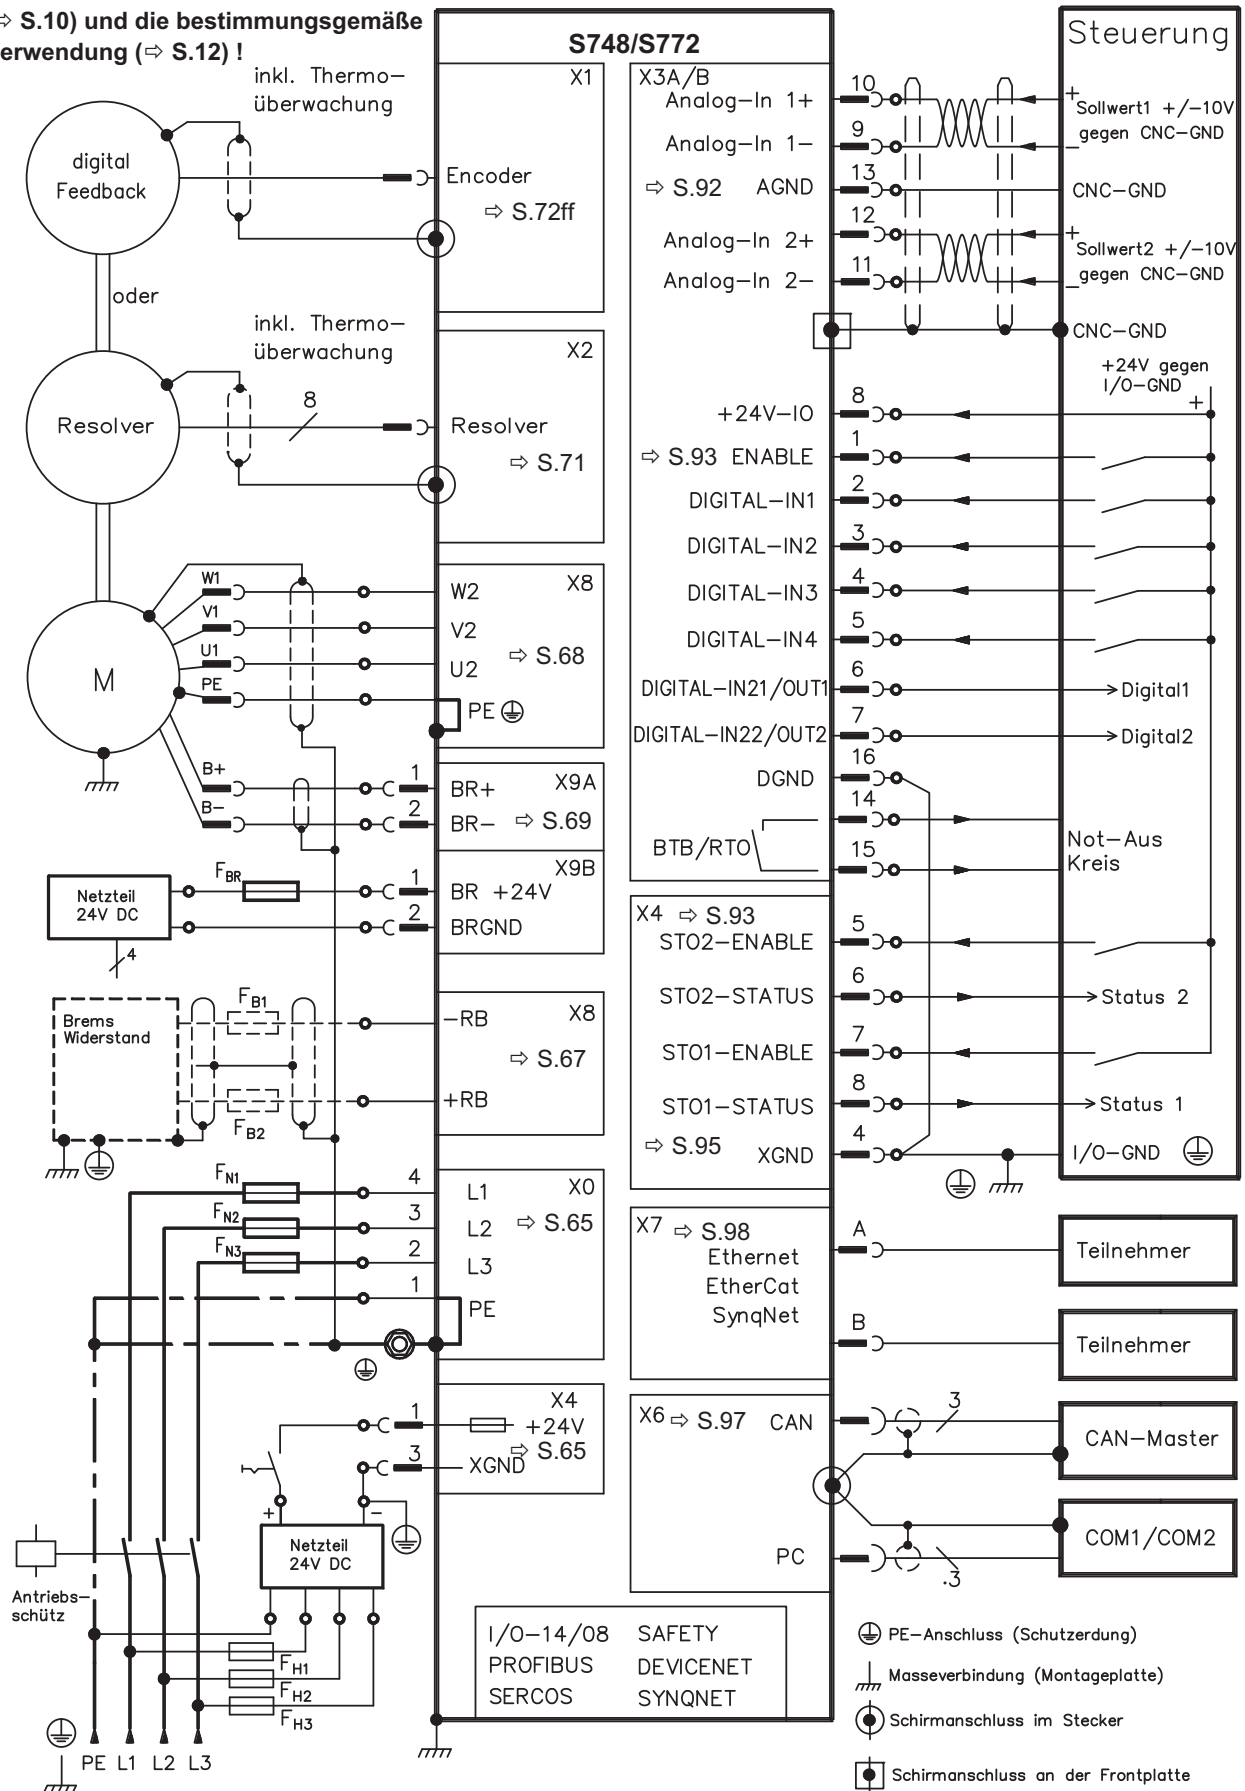 ⇨ S.10) und die bestimmungsgemäße
erwendung (⇨ S.12) !
S748/S772
Steuerung
inkl. Thermo-
überwachung
digital
Feedback
X1
Encoder
⇨ S.72ff
oder
inkl. Thermo-
überwachung
Resolver
8
X2
Resolver
⇨ S.71
M
W1
V1
U1
PE
X8
W2
V2
U2
⇨ S.68
PE
B+
B-
1
2
X9A
BR+
BR- ⇨ S.69
Netzteil
24V DC
4
FBR
1
2
X9B
BR +24V
BRGND
Brems
Widerstand
FB1
FB2
X8
-RB
⇨ S.67
+RB
FN1
FN2
FN3
4
3
2
1
X0
L1
L2 ⇨ S.65
L3
PE
1
3
X4
+24V
⇨ S.65
XGND
+
-
Netzteil
24V DC
Antriebs-
schütz
FH1
FH2
FH3
PE L1 L2 L3
X3A/B
Analog-In 1+
10
+
Sollwert1 +/-10V
gegen CNC-GND
Analog-In 1-
9
-
⇨ S.92 AGND
13
CNC-GND
Analog-In 2+
12
+
Sollwert2 +/-10V
gegen CNC-GND
Analog-In 2-
11
-
CNC-GND
+24V gegen
I/O-GND
+
+24V-IO
8
⇨ S.93 ENABLE
1
DIGITAL-IN1
2
DIGITAL-IN2
3
DIGITAL-IN3
4
DIGITAL-IN4
5
DIGITAL-IN21/OUT1
6
Digital1
DIGITAL-IN22/OUT2
7
Digital2
DGND
16
BTB/RTO
14
15
Not-Aus
Kreis
X4 ⇨ S.93
STO2-ENABLE
5
STO2-STATUS
6
Status 2
STO1-ENABLE
7
STO1-STATUS
8
Status 1
⇨ S.95
XGND
4
I/O-GND
X7 ⇨ S.98
Ethernet
EtherCat
SynqNet
A
Teilnehmer
B
Teilnehmer
X6 ⇨ S.97 CAN
3
CAN-Master
PC
.3
COM1/COM2
I/O-14/08 SAFETY
PROFIBUS DEVICENET
SERCOS SYNQNET
PE-Anschluss (Schutzerdung)
Masseverbindung (Montageplatte)
Schirmanschluss im Stecker
Schirmanschluss an der Frontplatte